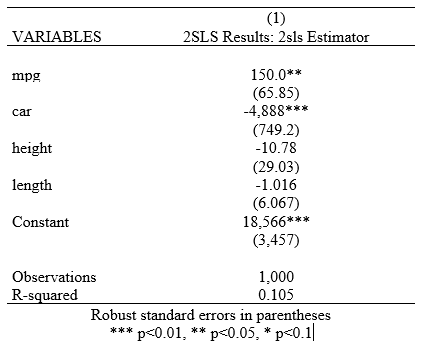 (1)
VARIABLES 2SLS Results: 2sls Estimator
mpg 150.0**
(65.85)
car -4,888***
(749.2)
height -10.78
(29.03)
length -1.016
(6.067)
Constant 18,566***
(3,457)
Observations 1,000
R-squared 0.105
Robust standard errors in parentheses
*** p<0.01, ** p<0.05, * p<0.1